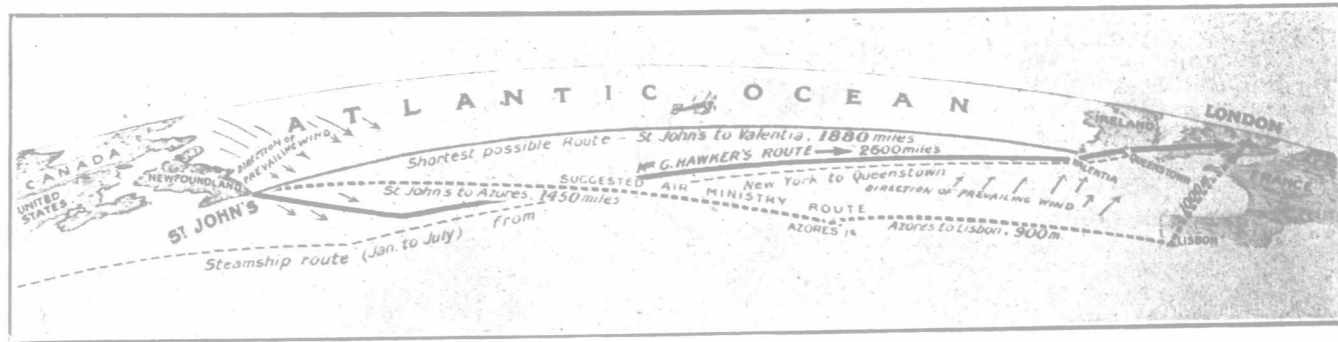 ATLANTIC OCEAN
CANADA
UNITED
STATES
NEWFOUNDLAND
ST JOHN'S
DIRECTION OF
PREVAILING WIND
Shortest possible Route — St John's to Valentia. 1880 miles
MR G. HAWKER'S ROUTE 2600 miles
St John's to Azores. 1450 miles
SUGGESTED AIR MINISTRY ROUTE
Steamship route (Jan. to July) from New York to Queenstown
DIRECTION OF PREVAILING WIND
AZORES Is
Azores to Lisbon. 900 m.
IRELAND
VALENTIA
QUEENSTOWN
LONDON
FRANCE
LISBON